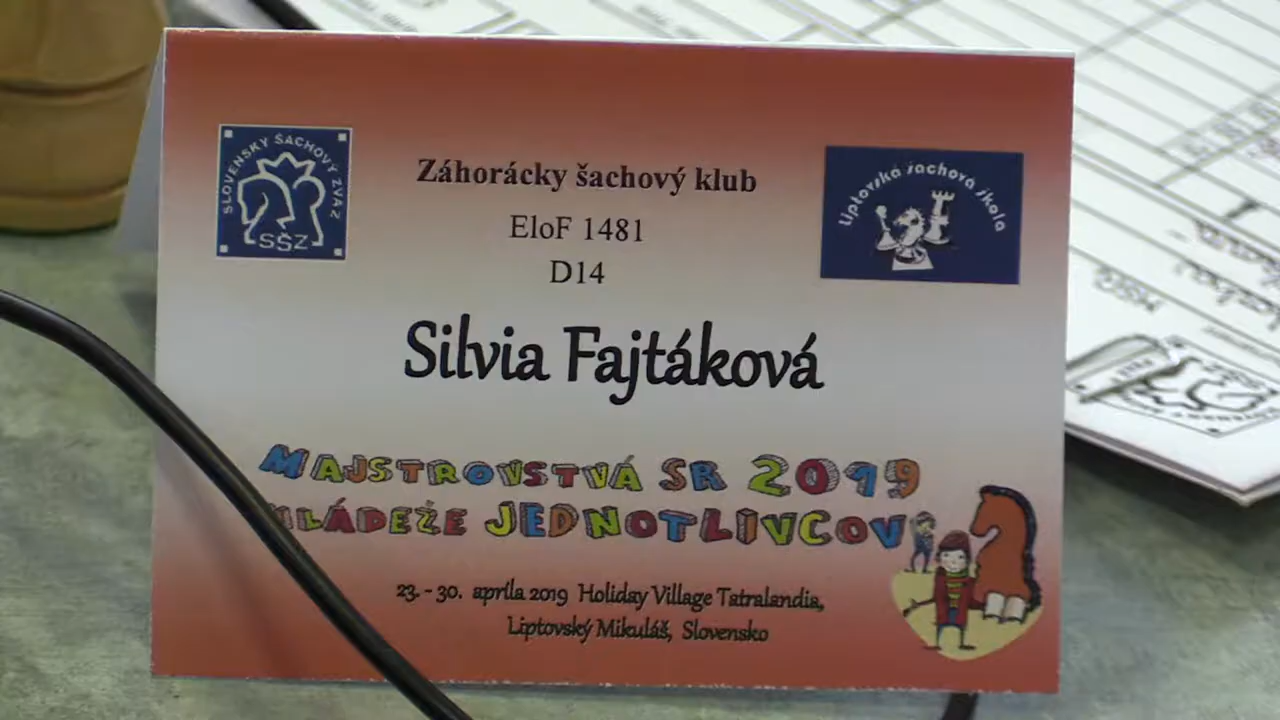 SLOVENSKÝ ŠACHOVÝ ZVÄZ
SŠZ
Záhorácky šachový klub
EloF 1481
D14
Liptovská šachová škola
Silvia Fajtáková
MAJSTROVSTVÁ SR 2019
MLÁDEŽE JEDNOTLIVCOV
23. - 30. apríla 2019 Holiday Village Tatralandia,
Liptovský Mikuláš, Slovensko